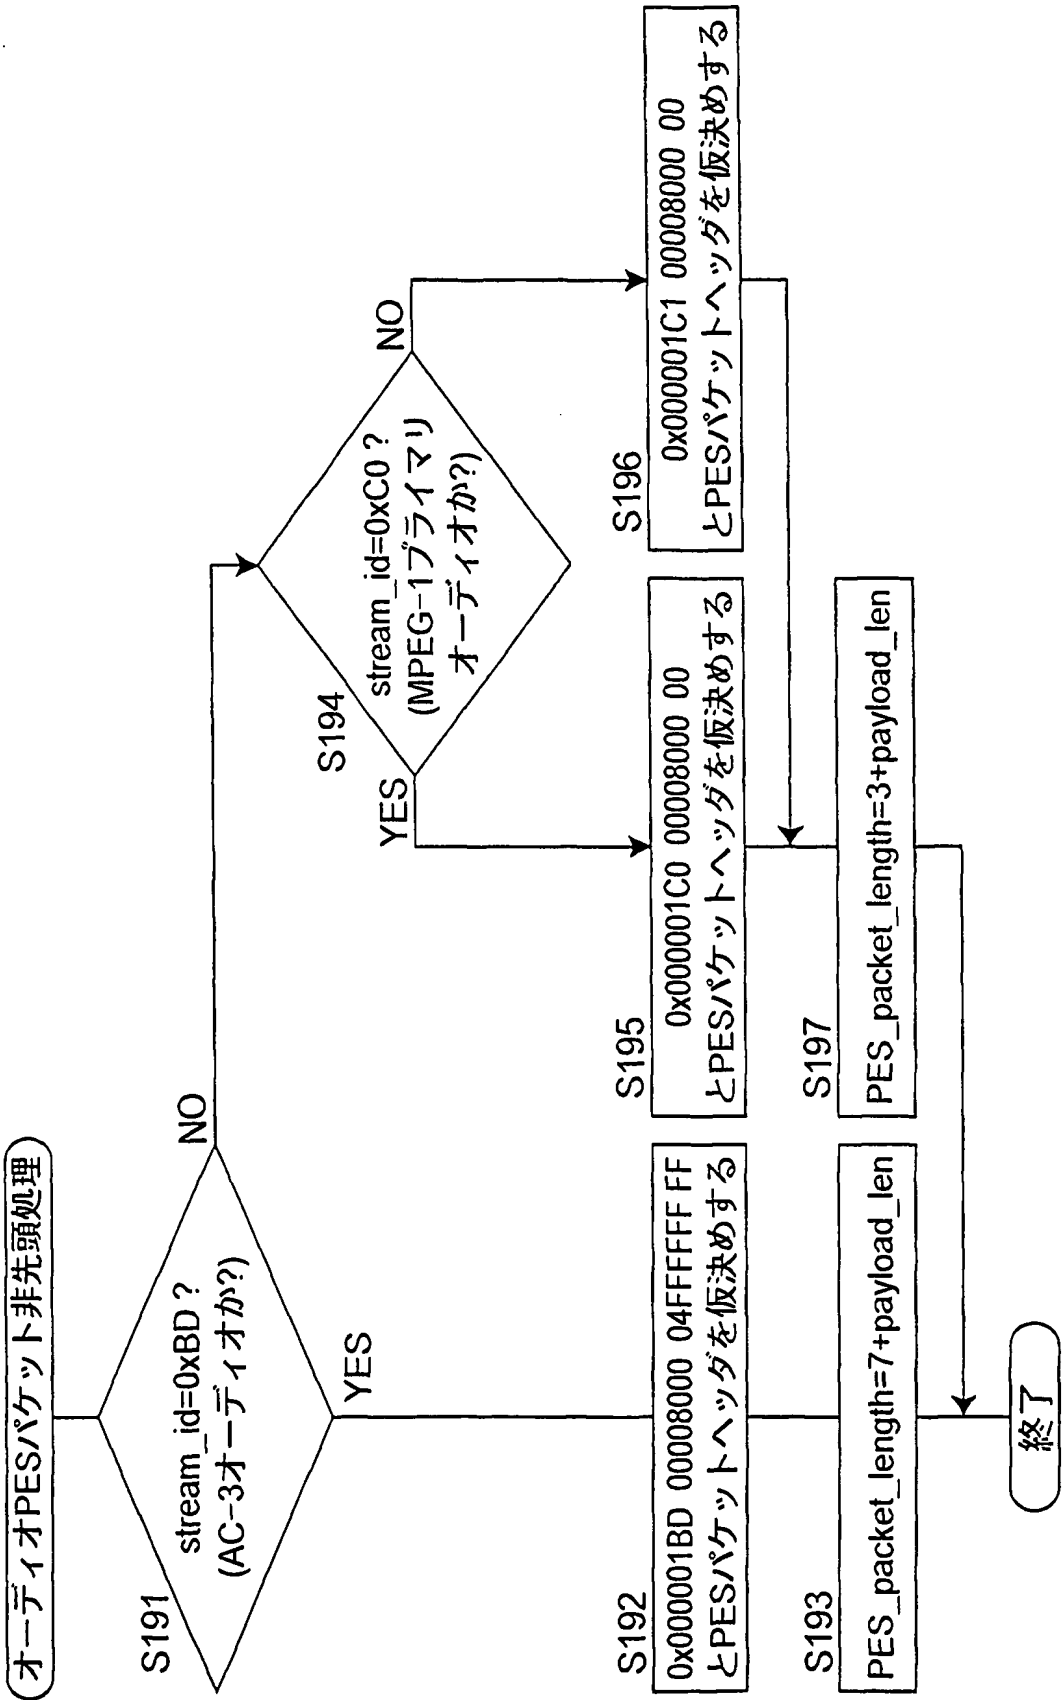 オーディオPESパケット非先頭処理
S191
stream_id=0xBD ?
(AC-3オーディオか?)
NO
YES
S194
stream_id=0xC0 ?
(MPEG-1プライマリ
オーディオか?)
YES
NO
S192
0x000001BD 00008000 04FFFFFF FF
とPESパケットヘッダを仮決めする
S195
0x000001C0 00008000 00
とPESパケットヘッダを仮決めする
S196
0x000001C1 00008000 00
とPESパケットヘッダを仮決めする
S193
PES_packet_length=7+payload_len
S197
PES_packet_length=3+payload_len
終了